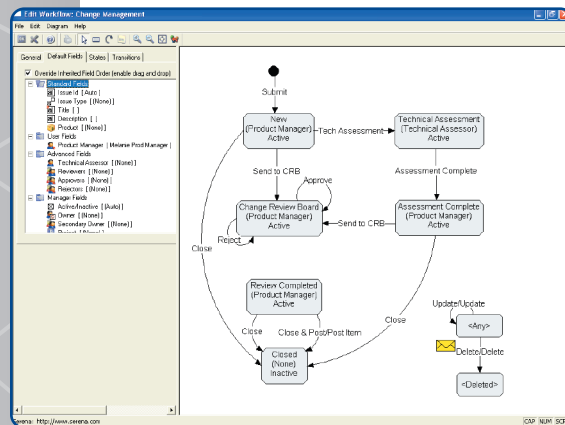 Edit Workflow: Change Management
File Edit Diagram Help
General Default Fields States Transitions
Override Inherited Field Order (enable drag and drop)
Standard Fields
Issue Id [Auto]
Issue Type [(None)]
Title [ ]
Description [ ]
Product [(None)]
User Fields
Product Manager [Melanie Prod Manager]
Advanced Fields
Technical Assessor [(None)]
Reviewers [(None)]
Approvers [(None)]
Rejectors [(None)]
Manager Fields
Active/Inactive [(Auto)]
Owner [(None)]
Secondary Owner [(None)]
Project [(None)]
Submit
New
(Product Manager)
Active
Tech Assessment
Technical Assessment
(Technical Assessor)
Active
Send to CRB
Approve
Assessment Complete
Change Review Board
(Product Manager)
Active
Send to CRB
Assessment Complete
(Product Manager)
Active
Reject
Close
Review Completed
(Product Manager)
Active
Close
Close & Post/Post Item
Close
Update/Update
<Any>
Closed
(None)
Inactive
Delete/Delete
<Deleted>
Serena: http://www.serena.com
CAP NUM SCR